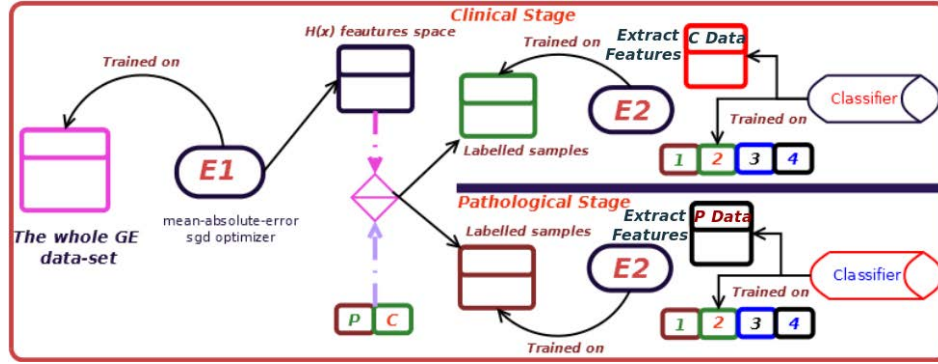 Clinical Stage
H(x) feautures space
Trained on
Trained on
Extract
Features
C Data
E1
E2
Classifier
Trained on
Labelled samples
1 2 3 4
mean-absolute-error
sgd optimizer
The whole GE
data-set
Pathological Stage
Labelled samples
Extract
Features
P Data
E2
Classifier
Trained on
P C
1 2 3 4
Trained on